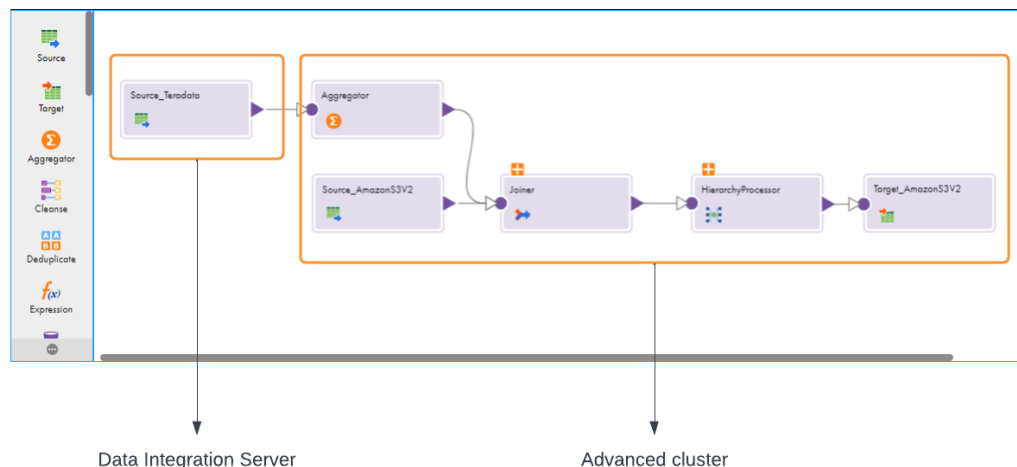 Source
Target
Aggregator
Cleanse
Deduplicate
f(x)
Expression
Source_Teradata
Aggregator
Σ
Source_AmazonS3V2
Joiner
HierarchyProcessor
Target_AmazonS3V2
Data Integration Server
Advanced cluster